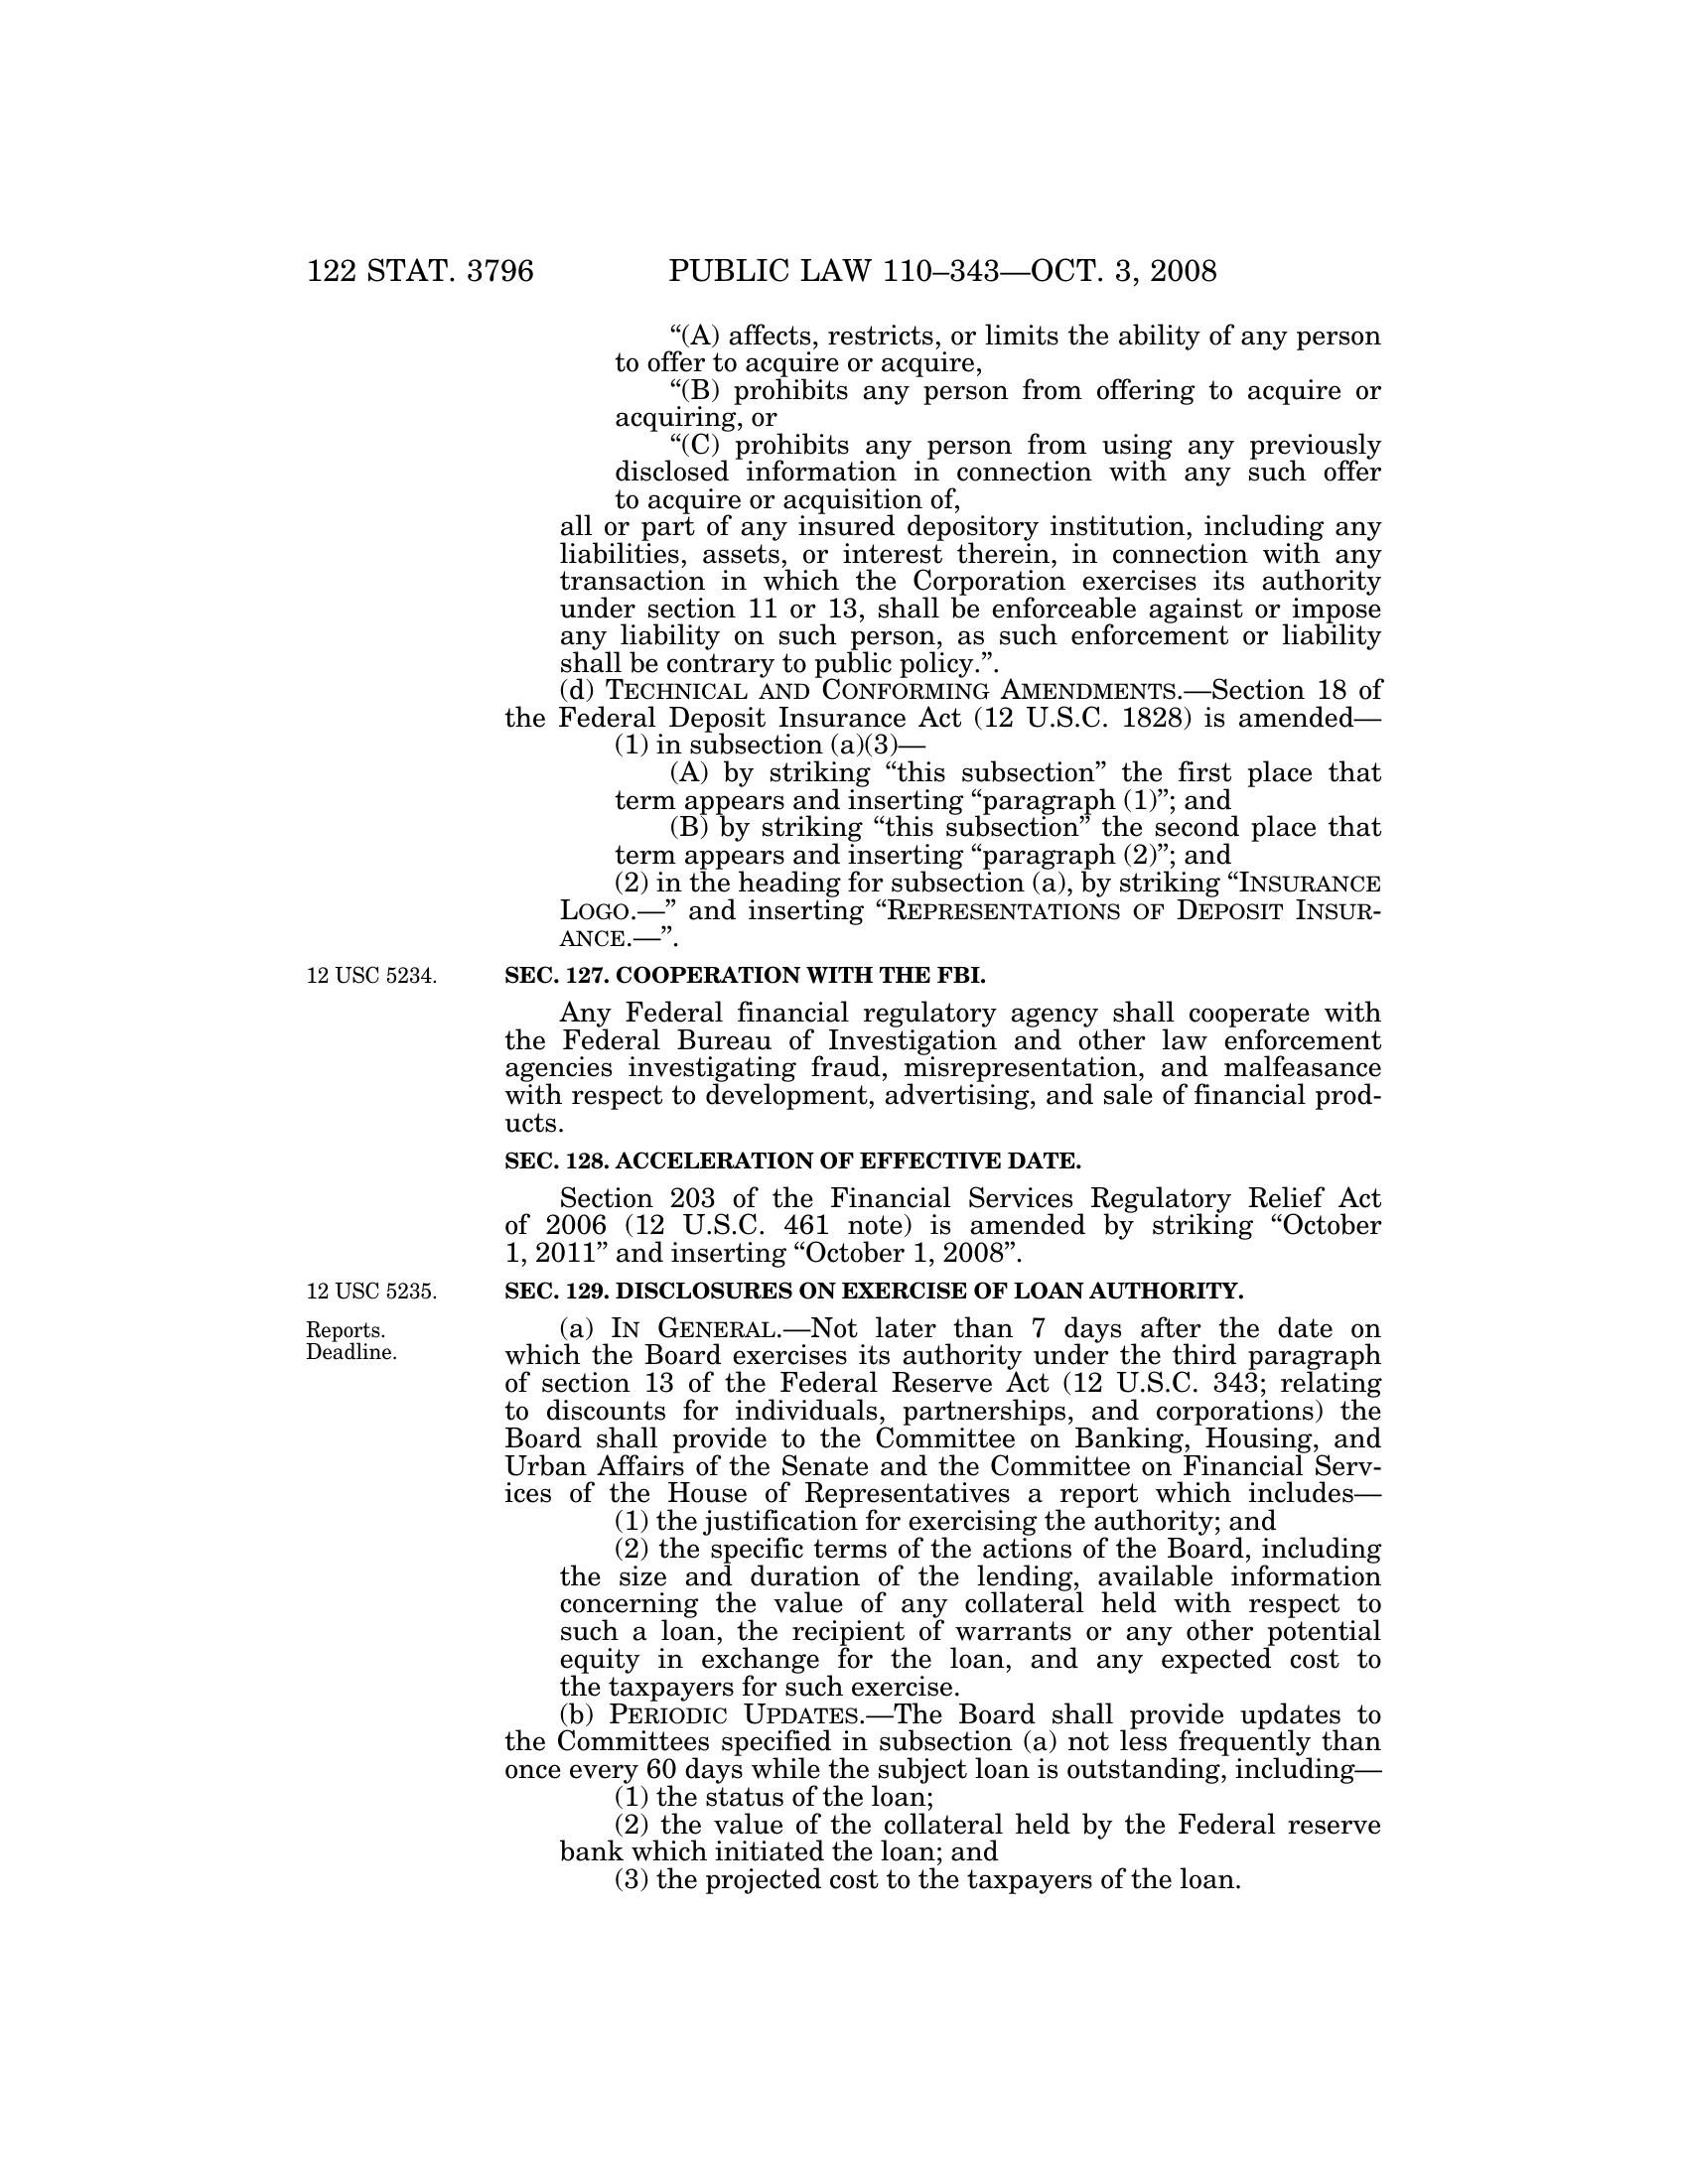 122 STAT. 3796 PUBLIC LAW 110–343—OCT. 3, 2008
“(A) affects, restricts, or limits the ability of any person
to offer to acquire or acquire,
“(B) prohibits any person from offering to acquire or
acquiring, or
“(C) prohibits any person from using any previously
disclosed information in connection with any such offer
to acquire or acquisition of,
all or part of any insured depository institution, including any
liabilities, assets, or interest therein, in connection with any
transaction in which the Corporation exercises its authority
under section 11 or 13, shall be enforceable against or impose
any liability on such person, as such enforcement or liability
shall be contrary to public policy.”.
(d) TECHNICAL AND CONFORMING AMENDMENTS.—Section 18 of
the Federal Deposit Insurance Act (12 U.S.C. 1828) is amended—
(1) in subsection (a)(3)—
(A) by striking “this subsection” the first place that
term appears and inserting “paragraph (1)”; and
(B) by striking “this subsection” the second place that
term appears and inserting “paragraph (2)”; and
(2) in the heading for subsection (a), by striking “INSURANCE
LOGO.—” and inserting “REPRESENTATIONS OF DEPOSIT INSUR-
ANCE.—”.
12 USC 5234. SEC. 127. COOPERATION WITH THE FBI.
Any Federal financial regulatory agency shall cooperate with
the Federal Bureau of Investigation and other law enforcement
agencies investigating fraud, misrepresentation, and malfeasance
with respect to development, advertising, and sale of financial prod-
ucts.
SEC. 128. ACCELERATION OF EFFECTIVE DATE.
Section 203 of the Financial Services Regulatory Relief Act
of 2006 (12 U.S.C. 461 note) is amended by striking “October
1, 2011” and inserting “October 1, 2008”.
12 USC 5235. SEC. 129. DISCLOSURES ON EXERCISE OF LOAN AUTHORITY.
Reports.
Deadline.
(a) IN GENERAL.—Not later than 7 days after the date on
which the Board exercises its authority under the third paragraph
of section 13 of the Federal Reserve Act (12 U.S.C. 343; relating
to discounts for individuals, partnerships, and corporations) the
Board shall provide to the Committee on Banking, Housing, and
Urban Affairs of the Senate and the Committee on Financial Serv-
ices of the House of Representatives a report which includes—
(1) the justification for exercising the authority; and
(2) the specific terms of the actions of the Board, including
the size and duration of the lending, available information
concerning the value of any collateral held with respect to
such a loan, the recipient of warrants or any other potential
equity in exchange for the loan, and any expected cost to
the taxpayers for such exercise.
(b) PERIODIC UPDATES.—The Board shall provide updates to
the Committees specified in subsection (a) not less frequently than
once every 60 days while the subject loan is outstanding, including—
(1) the status of the loan;
(2) the value of the collateral held by the Federal reserve
bank which initiated the loan; and
(3) the projected cost to the taxpayers of the loan.